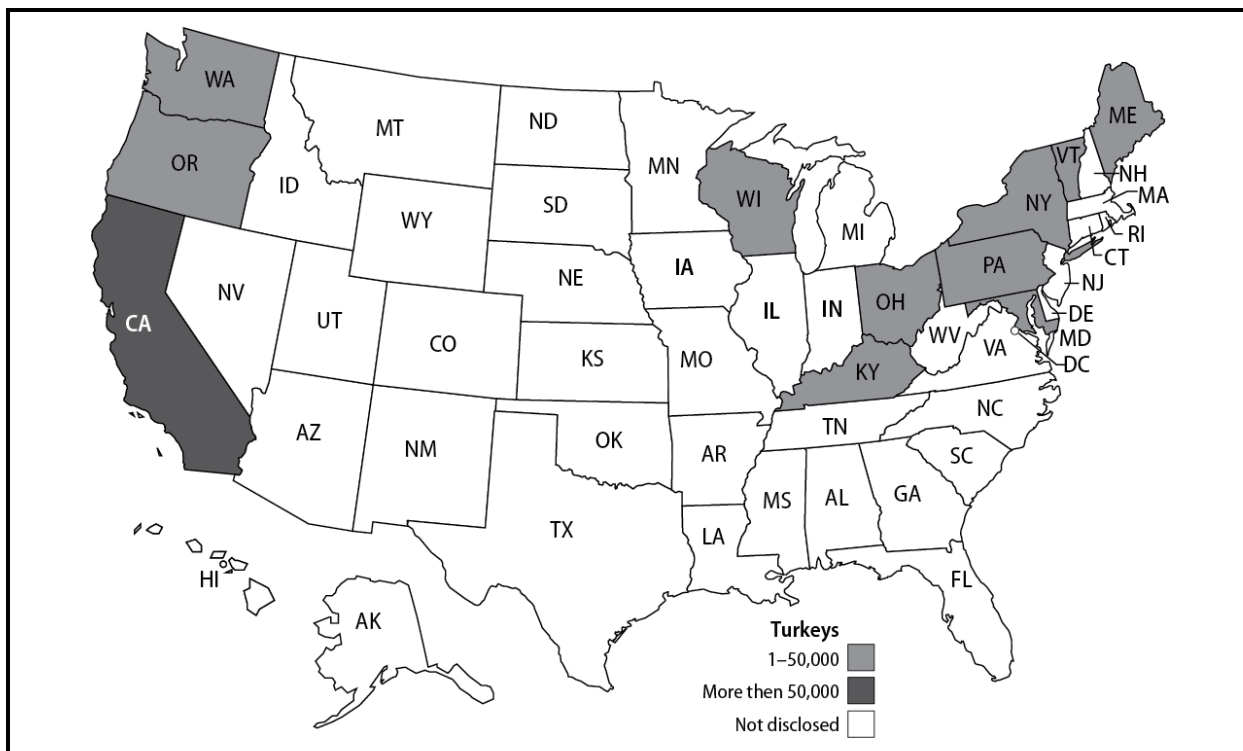 WA
MT
ND
MN
ME
VT
NH
OR
ID
SD
WI
NY
MA
WY
MI
RI
CT
IA
PA
NE
NJ
NV
IL
IN
OH
DE
UT
MD
CA
CO
WV
VA
DC
KS
MO
KY
NC
TN
AZ
OK
NM
AR
SC
MS
AL
GA
TX
LA
FL
HI
AK
Turkeys
1–50,000
More then 50,000
Not disclosed